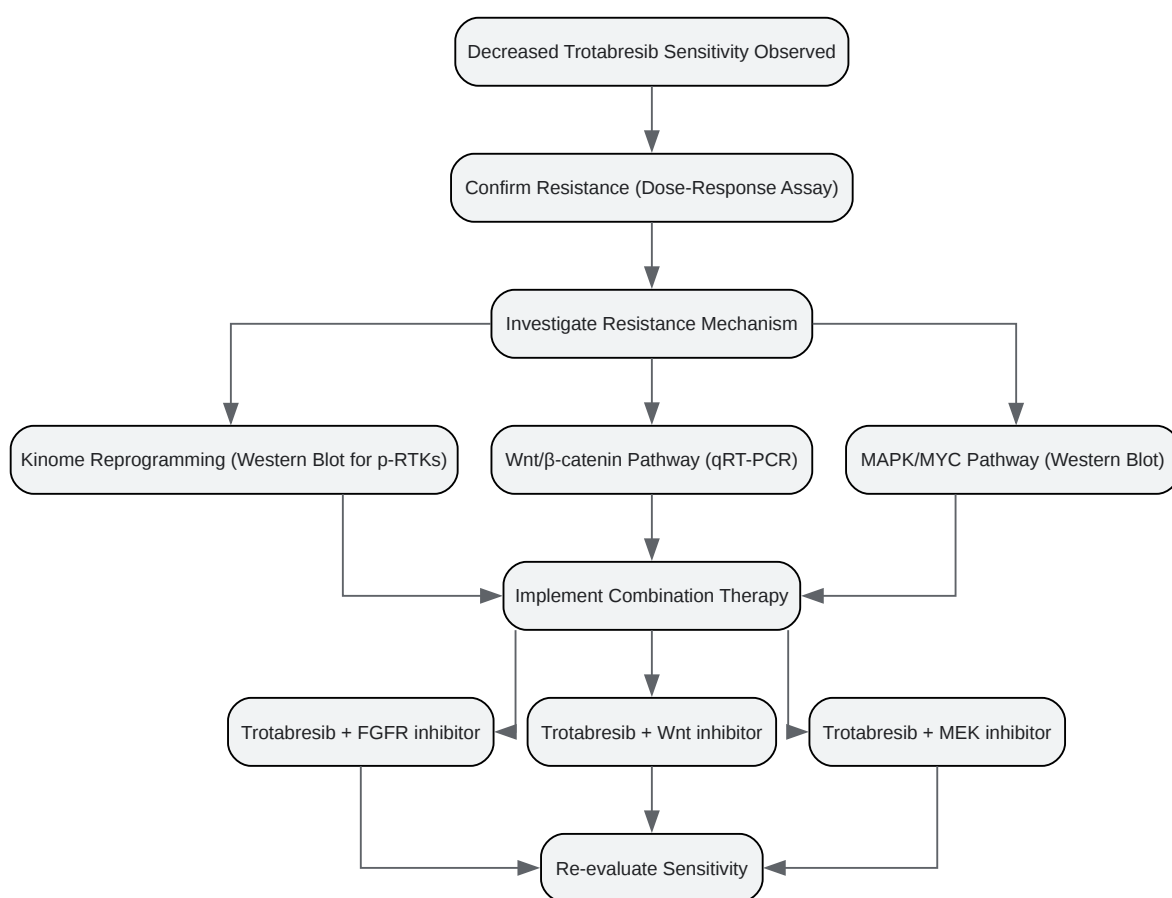 Decreased Trotabresib Sensitivity Observed
Confirm Resistance (Dose-Response Assay)
Investigate Resistance Mechanism
Kinome Reprogramming (Western Blot for p-RTKs)
Wnt/β-catenin Pathway (qRT-PCR)
MAPK/MYC Pathway (Western Blot)
Implement Combination Therapy
Trotabresib + FGFR inhibitor
Trotabresib + Wnt inhibitor
Trotabresib + MEK inhibitor
Re-evaluate Sensitivity